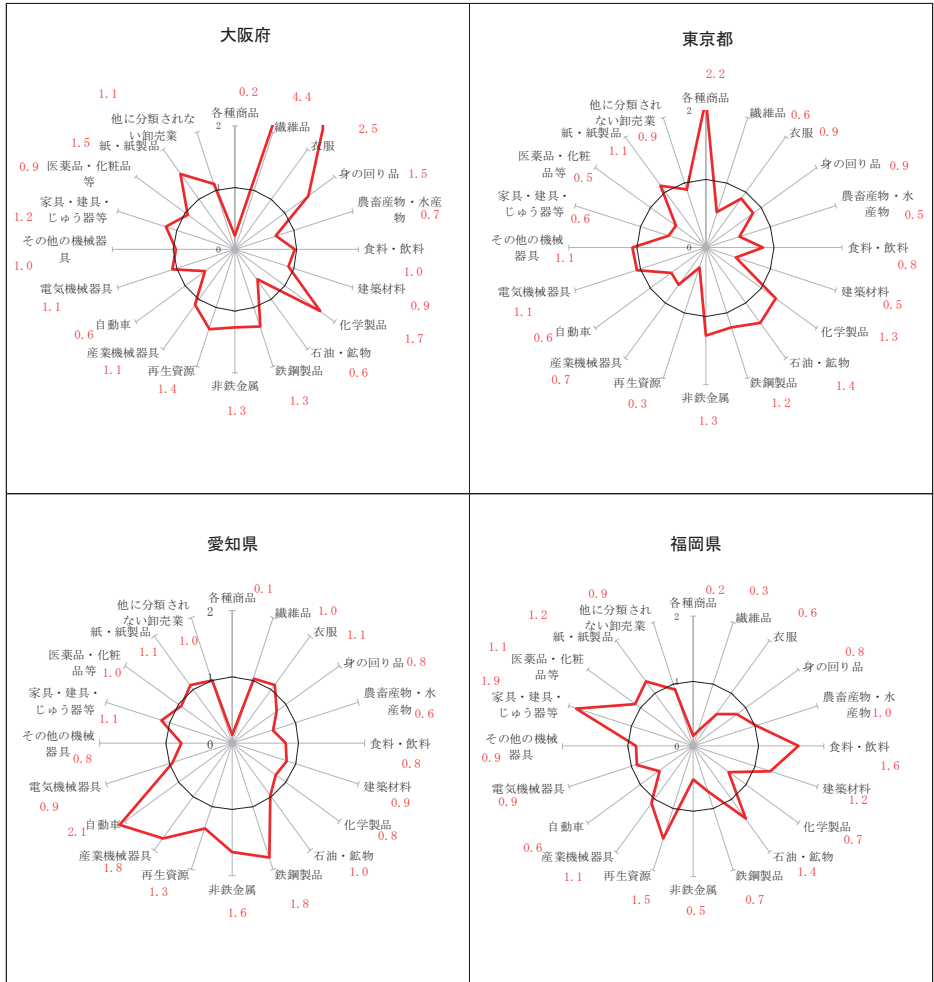 大阪府
0.2
4.4
1.1
各種商品
2
他に分類されな
い卸売業
繊維品
2.5
1.5
紙・紙製品
衣服
0.9
医薬品・化粧品
等
身の回り品
1.5
1
1.2
家具・建具・
じゅう器等
農畜産物・水産
物
0.7
その他の機械器
具
0
食料・飲料
1.0
1.0
電気機械器具
建築材料
1.1
0.9
自動車
化学製品
0.6
1.7
産業機械器具
石油・鉱物
1.1
0.6
再生資源
鉄鋼製品
1.4
非鉄金属
1.3
1.3
東京都
2.2
他に分類され
ない卸売業
各種商品
2
繊維品
0.6
0.9
紙・紙製品
衣服
0.9
1.1
医薬品・化粧
品等
身の回り品
0.9
0.5
1
家具・建具・
じゅう器等
農畜産物・水
産物
0.5
0.6
その他の機械
器具
0
食料・飲料
1.1
0.8
電気機械器具
建築材料
1.1
0.5
自動車
化学製品
0.6
1.3
産業機械器具
石油・鉱物
0.7
1.4
再生資源
鉄鋼製品
0.3
非鉄金属
1.2
1.3
愛知県
0.1
各種商品
2
他に分類され
ない卸売業
繊維品
1.0
紙・紙製品
1.0
衣服
1.1
1.1
医薬品・化粧
品等
身の回り品
0.8
1.0
1
家具・建具・
じゅう器等
農畜産物・水
産物
0.6
1.1
その他の機械
器具
0
食料・飲料
0.8
0.8
電気機械器具
建築材料
0.9
0.9
自動車
2.1
化学製品
0.8
産業機械器具
石油・鉱物
1.8
1.0
再生資源
鉄鋼製品
1.3
非鉄金属
1.8
1.6
福岡県
0.2
0.3
0.9
各種商品
2
他に分類され
ない卸売業
繊維品
0.6
1.2
紙・紙製品
衣服
1.1
医薬品・化粧
品等
0.8
身の回り品
1.9
1
家具・建具・
じゅう器等
農畜産物・水
産物
1.0
その他の機械
器具
0.9
0
食料・飲料
1.6
電気機械器具
建築材料
0.9
1.2
自動車
化学製品
0.6
0.7
産業機械器具
石油・鉱物
1.1
1.4
再生資源
鉄鋼製品
1.5
非鉄金属
0.7
0.5